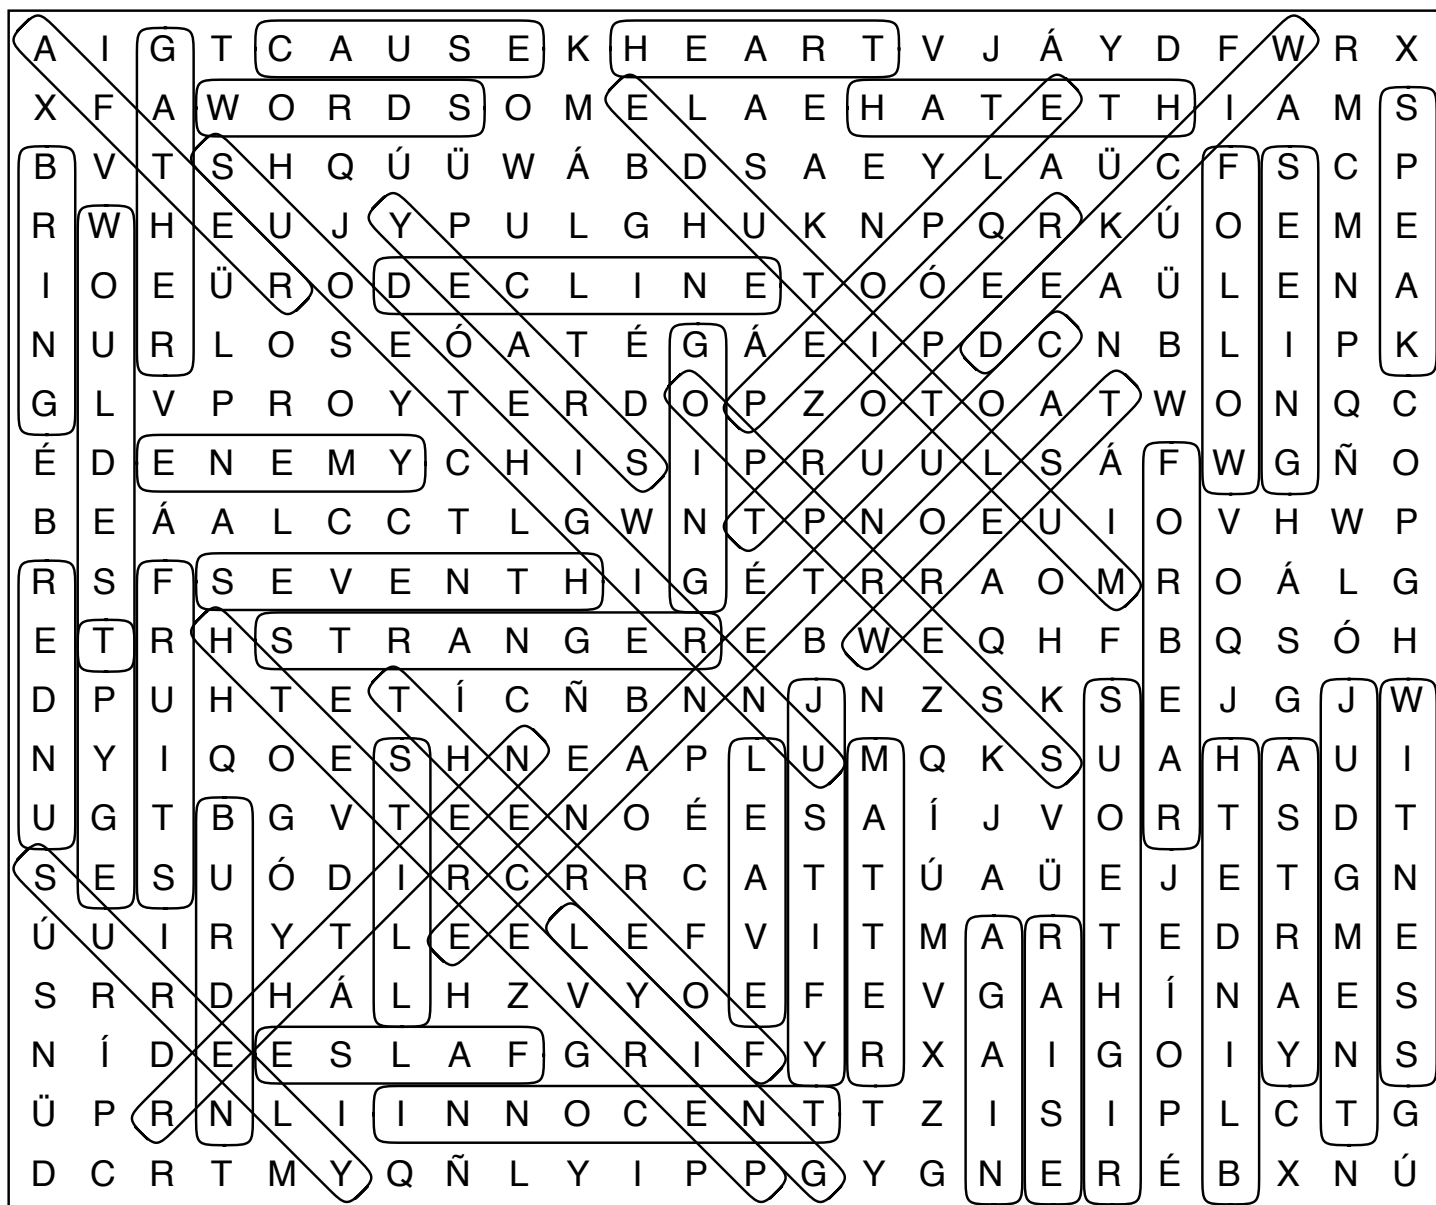 A I G T C A U S E K H E A R T V J Á Y D F W R X
X F A W O R D S O M E L A E H A T E T H I A M S
B V T S H Q Ú Ü W Á B D S A E Y L A Ü C F S C P
R W H E U J Y P U L G H U K N P Q R K Ú O E M E
I O E Ü R O D E C L I N E T O Ó E E A Ü L E N A
N U R L O S E Ó A T É G Á E I P D C N B L I P K
G L V P R O Y T E R D O P Z O T O A T W O N Q C
É D E N E M Y C H I S I P R U U L S Á F W G Ñ O
B E Á A L C C T L G W N T P N O E U I O V H W P
R S F S E V E N T H I G É T R R A O M R O Á L G
E T R H S T R A N G E R E B W E Q H F B Q S Ó H
D P U H T E T Í C Ñ B N N J N Z S K S E J G J W
N Y I Q O E S H N E A P L U M Q K S U A H A U I
U G T B G V T E E N O É E S A Í J V O R T S D T
S E S U Ó D I R C R R C A T T Ú A Ü E J E T G N
Ú U I R Y T L E E L E F V I T M A R T E D R M E
S R R D H Á L H Z V Y O E F E V G A H Í N A E S
N Í D E E S L A F G R I F Y R X A I G O I Y N S
Ü P R N L I I N N O C E N T T Z I S I P L C T G
D C R T M Y Q Ñ L Y I P P G Y G N E R É B X N Ú